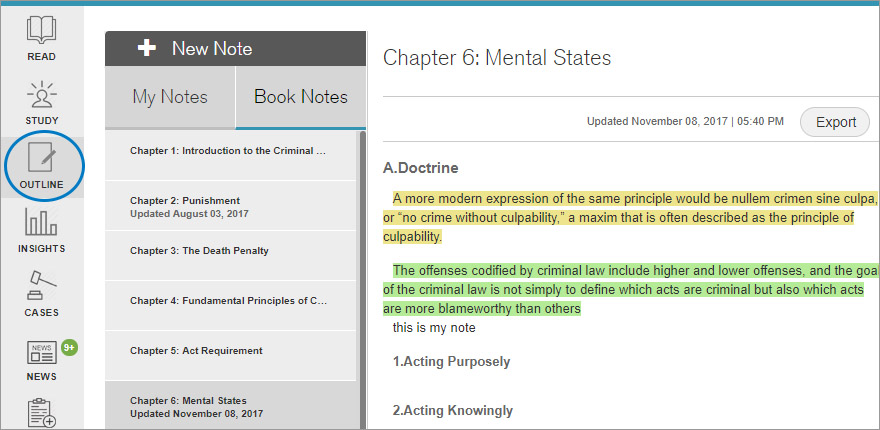 READ
STUDY
OUTLINE
INSIGHTS
CASES
NEWS
9+
NEWS
New Note
My Notes
Book Notes
Chapter 1: Introduction to the Criminal ...
Chapter 2: Punishment
Updated August 03, 2017
Chapter 3: The Death Penalty
Chapter 4: Fundamental Principles of C...
Chapter 5: Act Requirement
Chapter 6: Mental States
Updated November 08, 2017
Chapter 6: Mental States
Updated November 08, 2017 | 05:40 PM
Export
A.Doctrine
A more modern expression of the same principle would be nullem crimen sine culpa,
or “no crime without culpability,” a maxim that is often described as the principle of
culpability.
The offenses codified by criminal law include higher and lower offenses, and the goa
of the criminal law is not simply to define which acts are criminal but also which acts
are more blameworthy than others
this is my note
1.Acting Purposely
2.Acting Knowingly